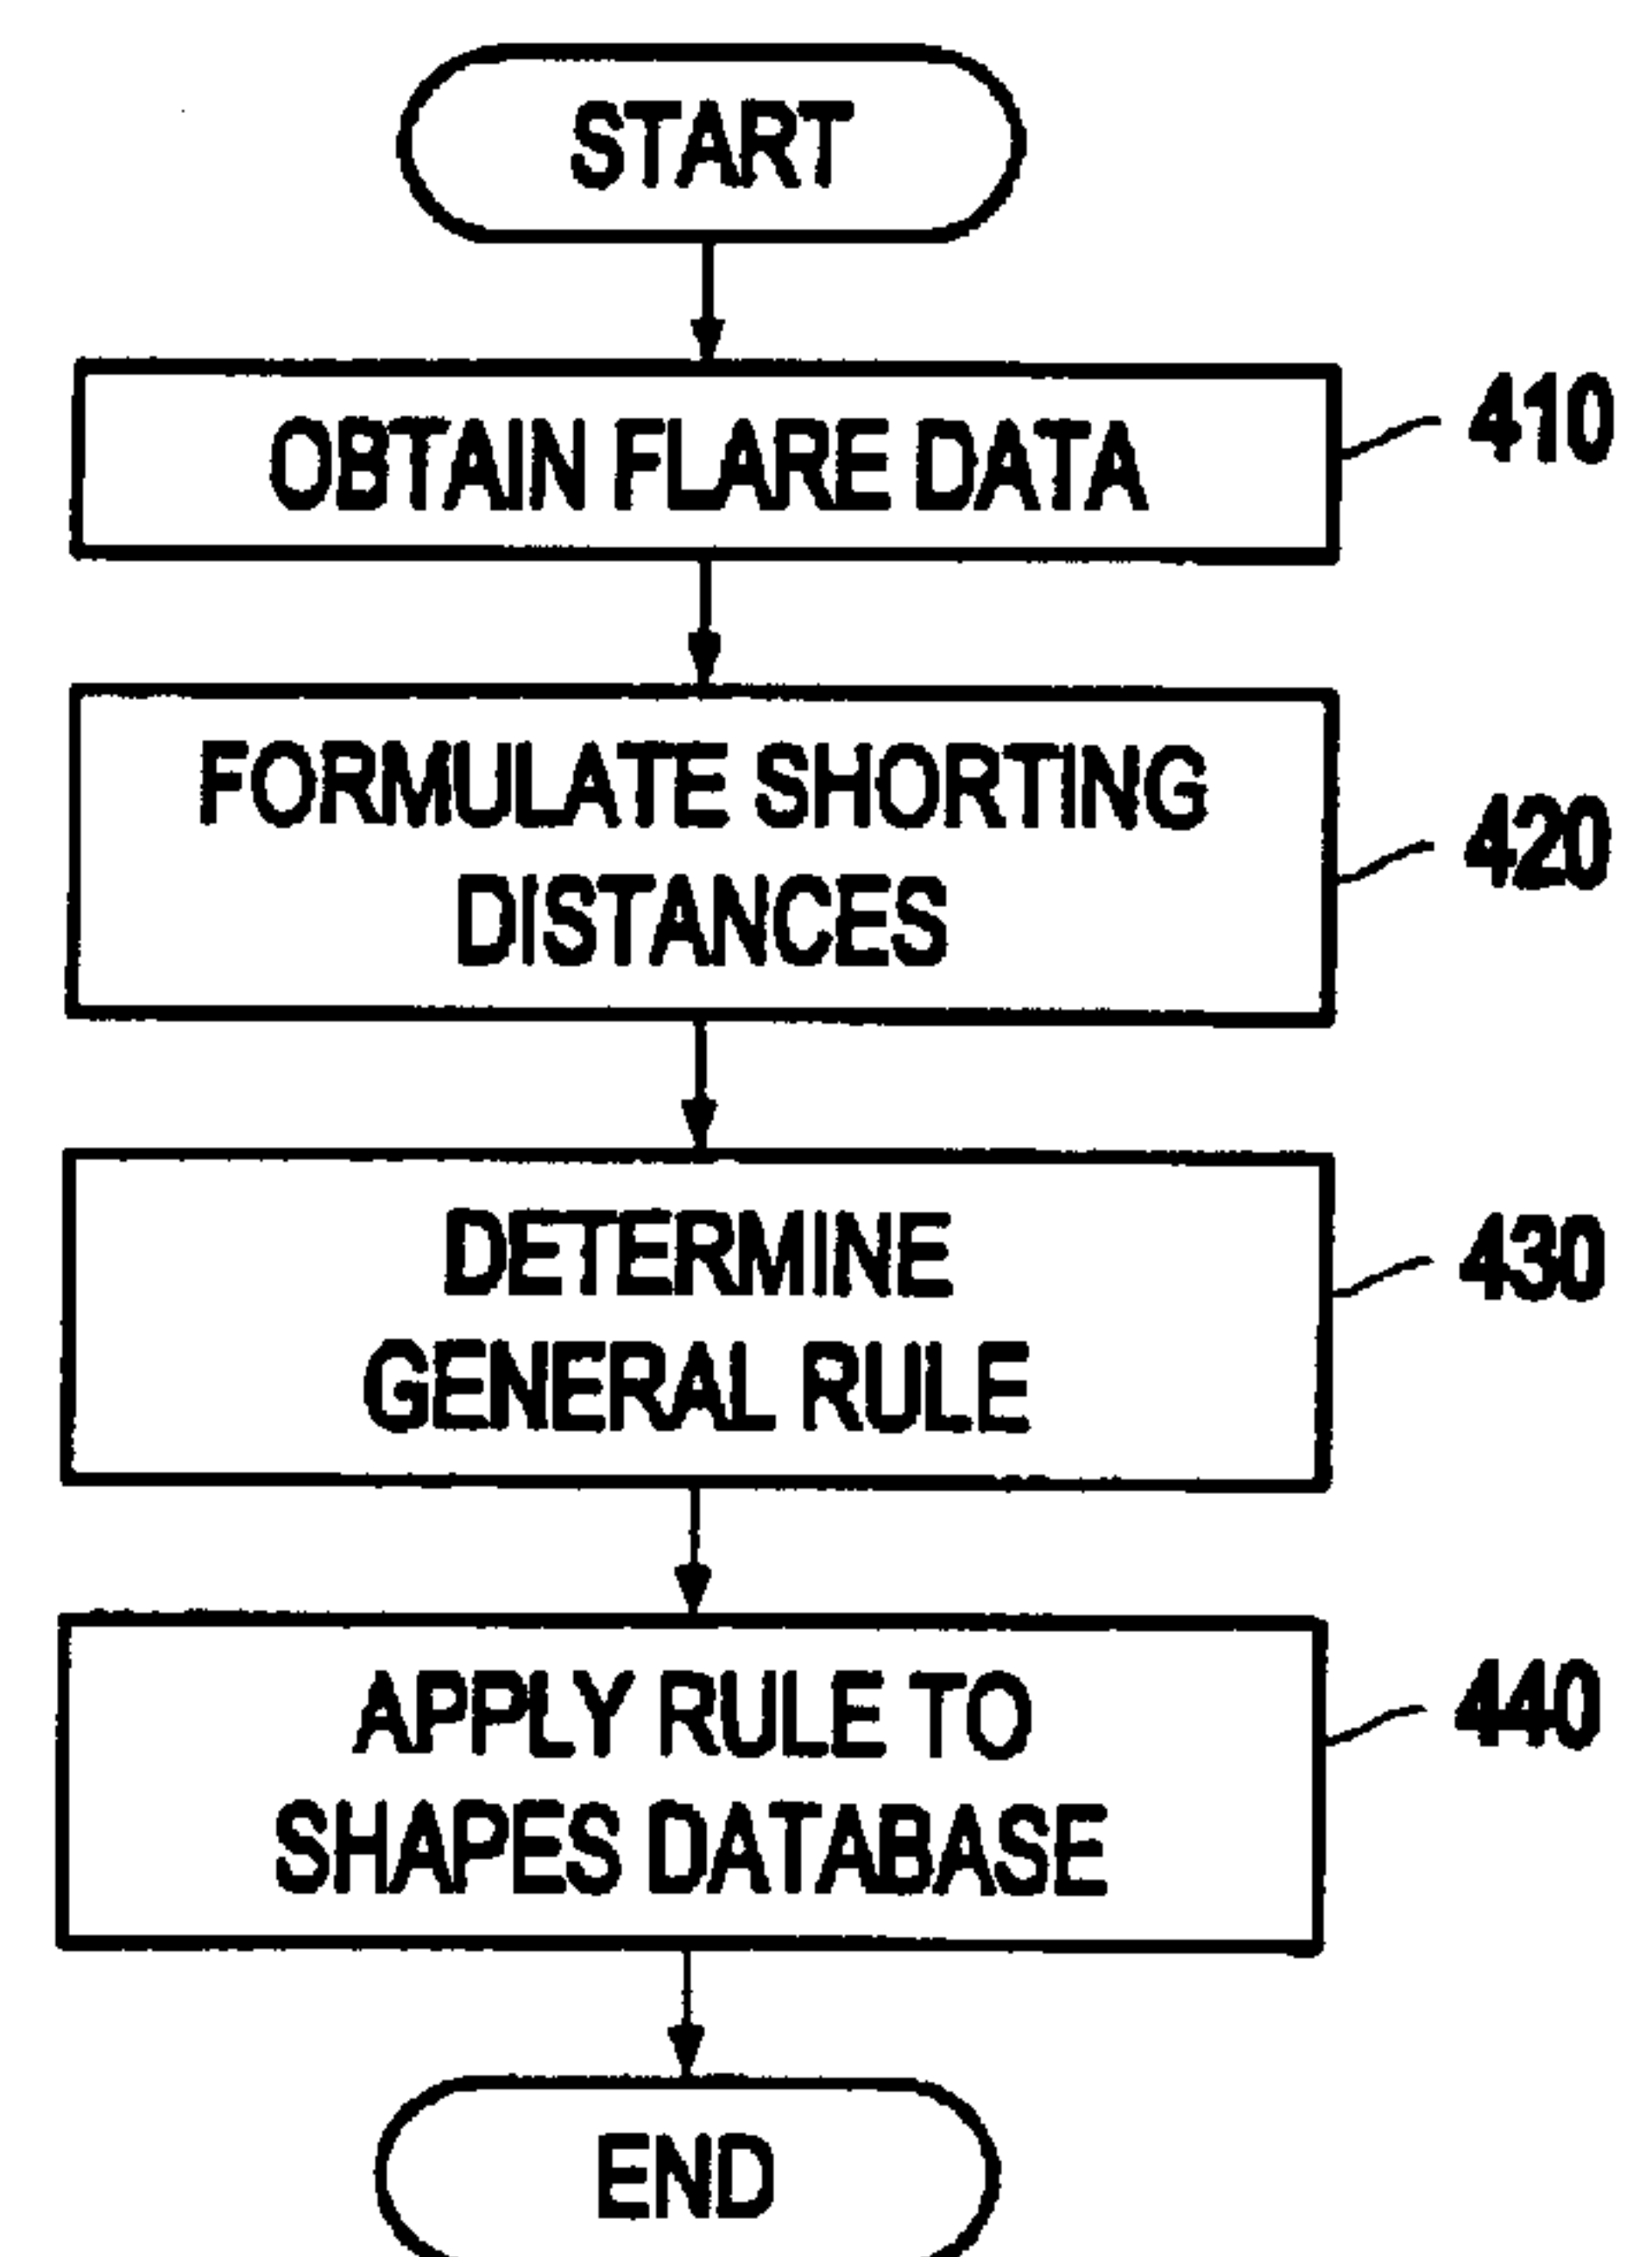 START
OBTAIN FLARE DATA
410
FORMULATE SHORTING
DISTANCES
420
DETERMINE
GENERAL RULE
430
APPLY RULE TO
SHAPES DATABASE
440
END